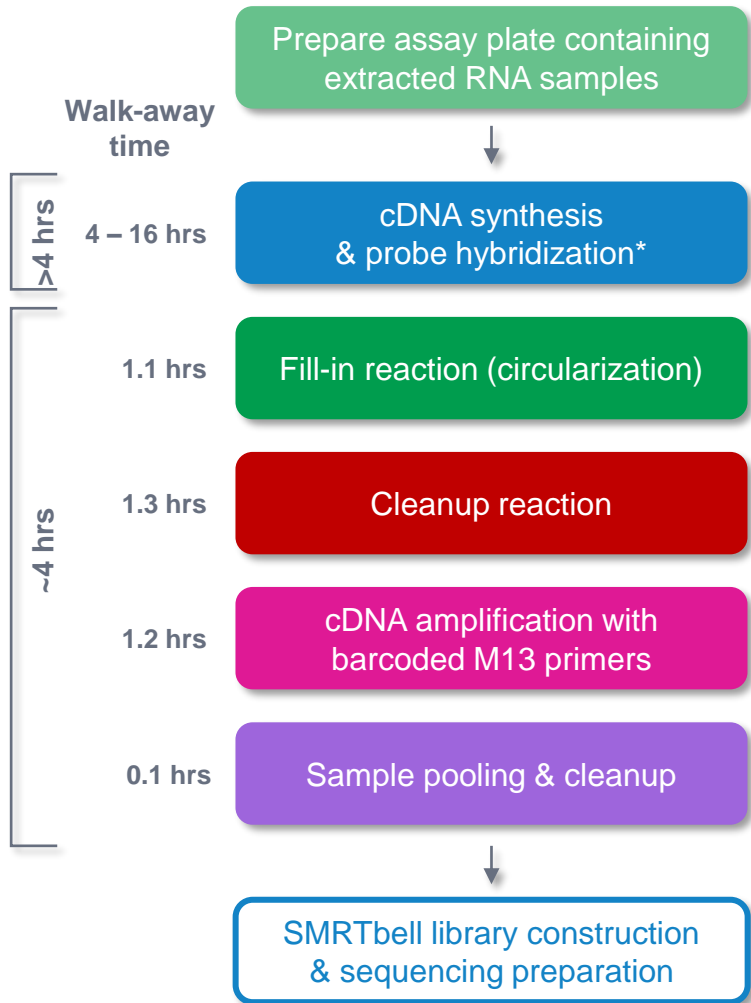 Prepare assay plate containing
extracted RNA samples
Walk-away
time
>4 hrs
4 – 16 hrs
cDNA synthesis
& probe hybridization*
~4 hrs
1.1 hrs
Fill-in reaction (circularization)
1.3 hrs
Cleanup reaction
1.2 hrs
cDNA amplification with
barcoded M13 primers
0.1 hrs
Sample pooling & cleanup
SMRTbell library construction
& sequencing preparation